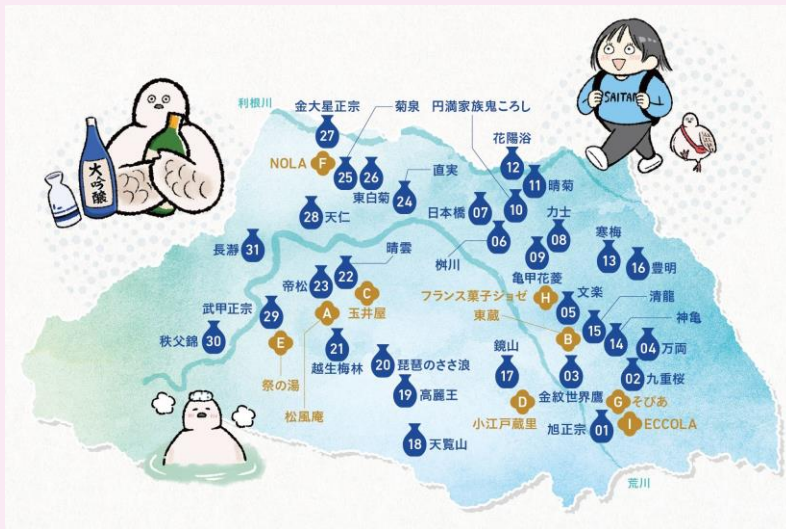 利根川
金大星正宗
27
菊泉
円満家族鬼ころし
花陽浴
12
SAITAM
大吟醸
NOLA
F
25
26
東白菊
直実
24
日本橋
07
10
11
晴菊
28
天仁
桝川
06
力士
08
09
亀甲花菱
寒梅
13
16
豊明
長瀞
31
晴雲
22
帝松
23
C
玉井屋
フランス菓子ジョゼ
H
文楽
05
清龍
15
神亀
14
武甲正宗
29
A
東蔵
B
04
万両
秩父錦
30
E
祭の湯
21
越生梅林
松風庵
20
琵琶のささ浪
鏡山
17
03
金紋世界鷹
02
九重桜
19
高麗王
D
小江戸蔵里
G
そぴあ
旭正宗
01
I
ECCOLA
18
天覧山
荒川